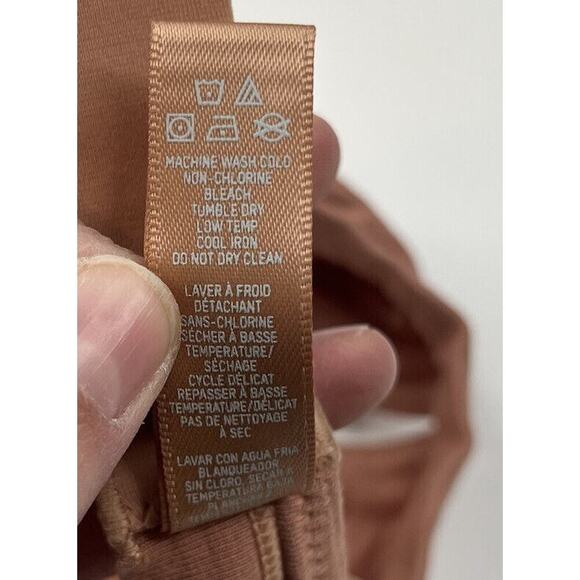 MACHINE WASH COLD
NON-CHLORINE
BLEACH
TUMBLE DRY
LOW TEMP
COOL IRON
DO NOT DRY CLEAN
LAVER À FROID
DÉTACHANT
SANS-CHLORINE
SÉCHER À BASSE
TEMPERATURE/
SÉCHAGE
CYCLE DÉLICAT
REPASSER À BASSE
TEMPERATURE/DÉLICAT
PAS DE NETTOYAGE
À SEC
LAVAR CON AGUA FRIA
BLANQUEADOR
SIN CLORO, SECAR A
TEMPERATURA BAJA